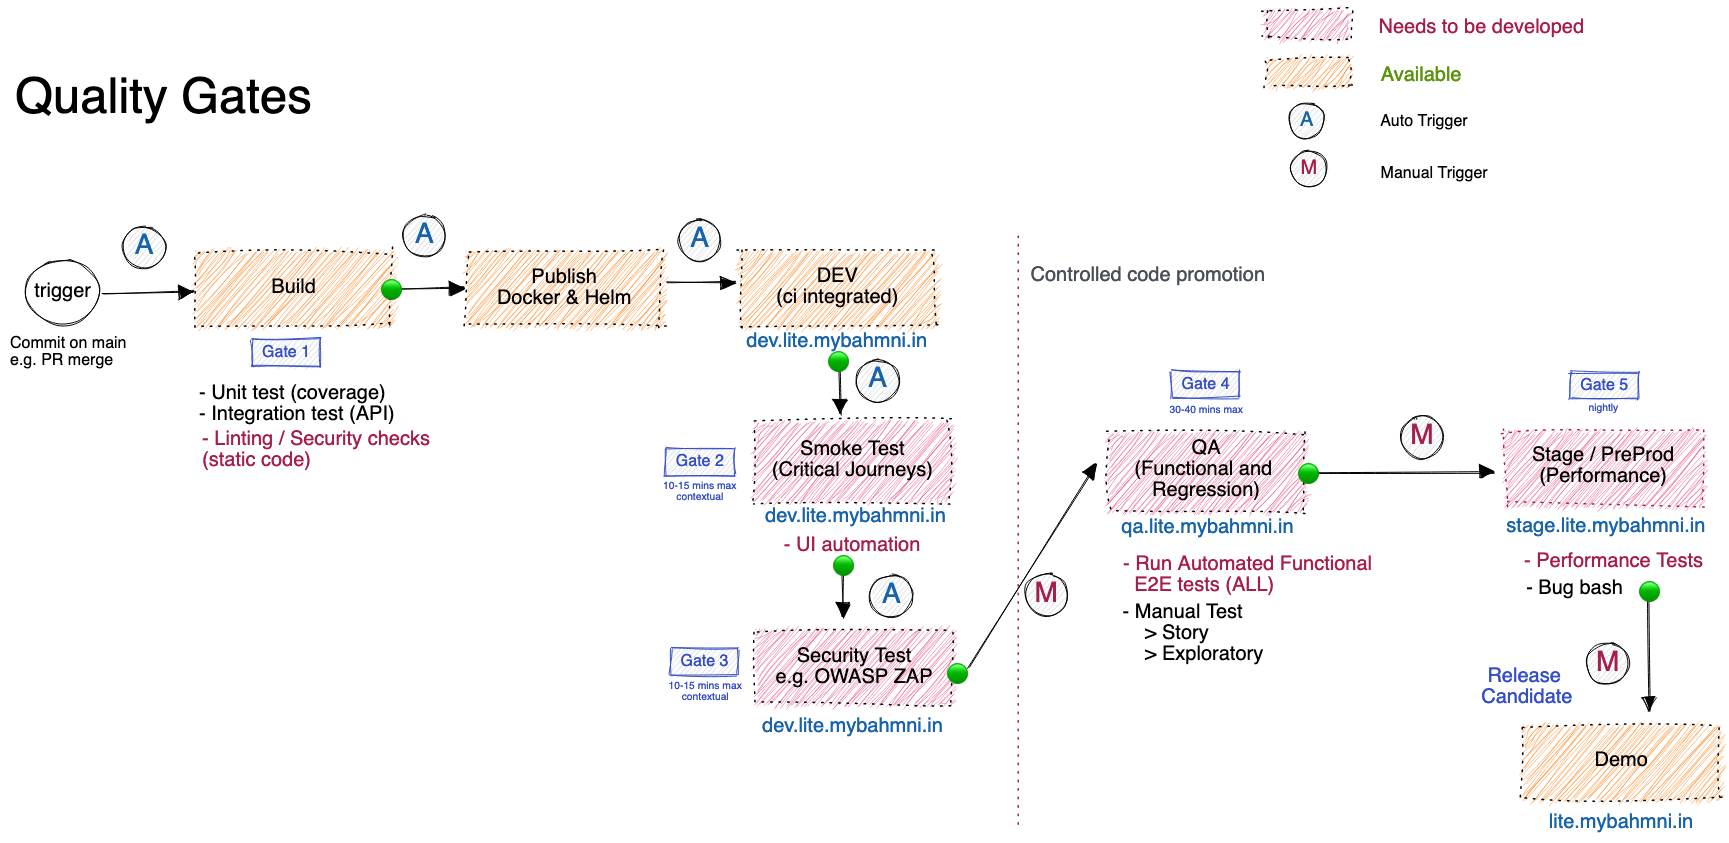 Quality Gates
Needs to be developed
Available
A
Auto Trigger
M
Manual Trigger
trigger
Commit on main
e.g. PR merge
A
Build
Gate 1
- Unit test (coverage)
- Integration test (API)
- Linting / Security checks
(static code)
A
Publish
Docker & Helm
A
DEV
(ci integrated)
dev.lite.mybahmni.in
A
Gate 2
10-15 mins max
contextual
Smoke Test
(Critical Journeys)
dev.lite.mybahmni.in
- UI automation
A
Gate 3
10-15 mins max
contextual
Security Test
e.g. OWASP ZAP
dev.lite.mybahmni.in
Controlled code promotion
M
Gate 4
30-40 mins max
QA
(Functional and
Regression)
qa.lite.mybahmni.in
- Run Automated Functional
E2E tests (ALL)
- Manual Test
> Story
> Exploratory
M
Gate 5
nightly
Stage / PreProd
(Performance)
stage.lite.mybahmni.in
- Performance Tests
- Bug bash
M
Release
Candidate
Demo
lite.mybahmni.in